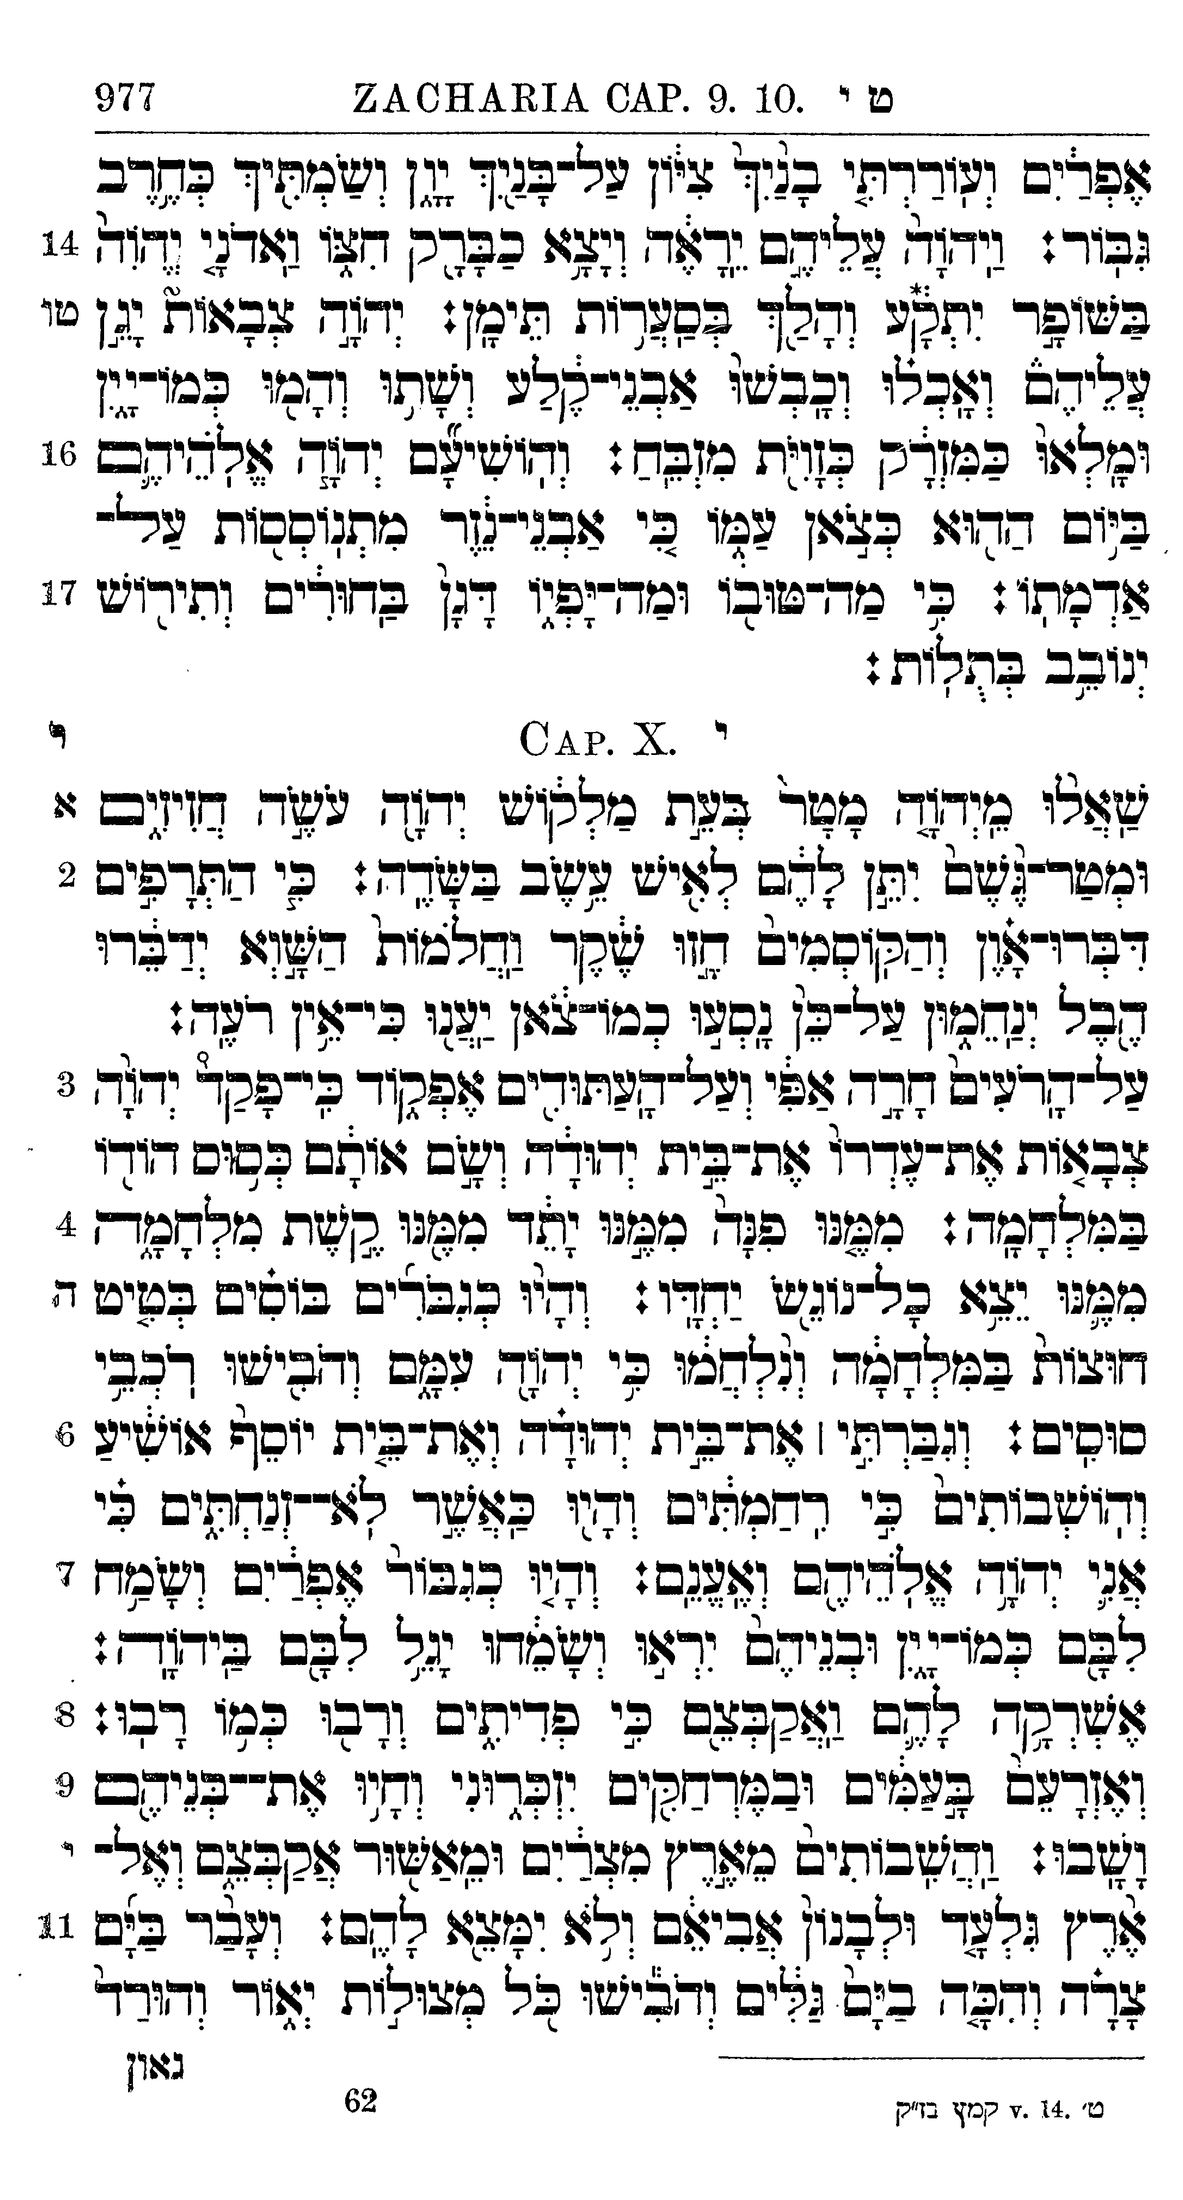 977 ZACHARIA CAP. 9. 10. ט י
אֶפְרַ֔יִם וְעֽוֹרַרְתִּ֤י בָנַ֙יִךְ֙ צִיּ֔וֹן עַל־בָּנַ֖יִךְ יָוָ֑ן וְשַׂמְתִּ֖יךְ כְּחֶ֥רֶב
גִּבּֽוֹר׃ וַֽיהוָה֙ עֲלֵיהֶ֣ם יֵֽרָאֶ֔ה וְיָצָ֥א כַבָּרָ֖ק חִצּ֑וֹ וַֽאדֹנָ֤י יְֱהוִֹה֙ 14
בַּשּׁוֹפָ֣ר יִתְקָ֔ע* וְהָלַ֖ךְ בְּסַֽעֲר֥וֹת תֵּימָֽן׃ יְהוָֹ֣ה צְבָאוֹת֮ יָגֵ֣ן טו
עֲלֵיהֶם֒ וְאָֽכְל֗וּ וְכָֽבְשׁוּ֙ אַבְנֵי־קֶ֔לַע וְשָׁת֥וּ וְהָמ֖וּ כְּמוֹ־יָ֑יִן
וּמָֽלְאוּ֙ כַּמִּזְרָ֔ק כְּזָוִיּ֖ת מִזְבֵּֽחַ׃ וְֽהוֹשִׁיעָ֞ם יְהוָֹ֧ה אֱלֹֽהֵיהֶ֛ם 16
בַּיּ֥וֹם הַה֖וּא כְּצֹ֣אן עַמּ֑וֹ כִּ֚י אַבְנֵי־נֵ֔זֶר מִתְנֽוֹסְס֖וֹת עַל־
אַדְמָתֽוֹ׃ כִּ֥י מַה־טּוּב֖וֹ וּמַה־יָּפְי֑וֹ דָּגָן֙ בַּֽחוּרִ֔ים וְתִיר֖וֹשׁ 17
יְנוֹבֵ֥ב בְּתֻלֽוֹת׃
י CAP. X. י
שַֽׁאֲל֨וּ מֵֽיְהוָֹ֤ה מָטָר֙ בְּעֵ֣ת מַלְק֔וֹשׁ יְהוָֹ֖ה עֹשֶׂ֣ה חֲזִיזִ֑ים א
וּמְטַר־גֶּ֙שֶׁם֙ יִתֵּ֣ן לָהֶ֔ם לְאִ֖ישׁ עֵ֥שֶׂב בַּשָּׂדֶֽה׃ כִּ֧י הַתְּרָפִ֣ים 2
דִּבְּרוּ־אָ֗וֶן וְהַקּֽוֹסְמִים֙ חָ֣זוּ שֶׁ֔קֶר וַֽחֲלֹמוֹת֙ הַשָּׁ֣וְא יְדַבֵּ֔רוּ
הֶ֖בֶל יְנַֽחֵמ֑וּן עַל־כֵּן֙ נָֽסְע֣וּ כְמוֹ־צֹ֔אן יַֽעֲנ֖וּ כִּי־אֵ֥ין רֹעֶֽה׃
עַל־הָֽרֹעִים֙ חָרָ֣ה אַפִּ֔י וְעַל־הָֽעַתּוּדִ֖ים אֶפְק֑וֹד כִּֽי־פָקַד֩ יְהוָֹ֨ה 3
צְבָא֤וֹת אֶת־עֶדְרוֹ֙ אֶת־בֵּ֣ית יְהוּדָ֔ה וְשָׂ֣ם אוֹתָ֔ם כְּס֥וּס הוֹד֖וֹ
בַּמִּלְחָמָֽה׃ מִמֶּ֤נּוּ פִנָּה֙ מִמֶּ֣נּוּ יָתֵ֔ד מִמֶּ֖נּוּ קֶ֣שֶׁת מִלְחָמָ֑ה 4
מִמֶּ֛נּוּ יֵצֵ֥א כָל־נוֹגֵ֖שׂ יַחְדָּֽו׃ וְהָי֨וּ כְגִבֹּרִ֜ים בּוֹסִ֨ים בְּטִ֤יט ה
חוּצוֹת֙ בַּמִּלְחָמָ֔ה וְנִ֨לְחֲמ֔וּ כִּ֥י יְהוָֹ֖ה עִמָּ֑ם וְהֹבִ֖ישׁוּ רֹֽכְבֵ֥י
סוּסִֽים׃ וְגִבַּרְתִּ֣י ׀ אֶת־בֵּ֣ית יְהוּדָ֗ה וְאֶת־בֵּ֤ית יוֹסֵף֙ אוֹשִׁ֔יעַ 6
וְהֽוֹשְׁבוֹתִים֙ כִּ֣י רִֽחַמְתִּ֔ים וְהָי֖וּ כַּֽאֲשֶׁ֣ר לֹֽא־זְנַחְתִּ֑ים כִּ֗י
אֲנִ֛י יְהוָֹ֥ה אֱלֹֽהֵיהֶ֖ם וְאֶֽעֱנֵֽם׃ וְהָי֤וּ כְגִבּוֹר֙ אֶפְרַ֔יִם וְשָׂמַ֥ח 7
לִבָּ֖ם כְּמוֹ־יָ֑יִן וּבְנֵיהֶם֙ יִרְא֣וּ וְשָׂמֵ֔חוּ יָגֵ֥ל לִבָּ֖ם בַּֽיהוָֹֽה׃
אֶשְׁרְקָ֥ה לָהֶ֛ם וַֽאֲקַבְּצֵ֖ם כִּ֣י פְדִיתִ֑ים וְרָב֖וּ כְּמ֥וֹ רָבֽוּ׃ 8
וְאֶזְרָעֵם֙ בָּֽעַמִּ֔ים וּבַמֶּרְחַקִּ֖ים יִזְכְּר֑וּנִי וְחָי֥וּ אֶת־בְּנֵיהֶ֖ם 9
וָשָֽׁבוּ׃ וַֽהֲשִֽׁבוֹתִים֙ מֵאֶ֣רֶץ מִצְרַ֔יִם וּמֵֽאַשּׁ֖וּר אֲקַבְּצֵ֑ם וְאֶל־ י
אֶ֨רֶץ גִּלְעָ֤ד וּלְבָנוֹן֙ אֲבִיאֵ֔ם וְלֹ֥א יִמָּצֵ֖א לָהֶֽם׃ וְעָבַ֨ר בַּיָּ֜ם 11
צָרָ֗ה וְהִכָּ֤ה בַיָּם֙ גַּלִּ֔ים וְהֹבִ֕ישׁוּ כֹּ֖ל מְצוּל֣וֹת יְאֹ֑ר וְהוּרַד֙
גאון
62
ט׳ v. 14. קמץ בז״ק